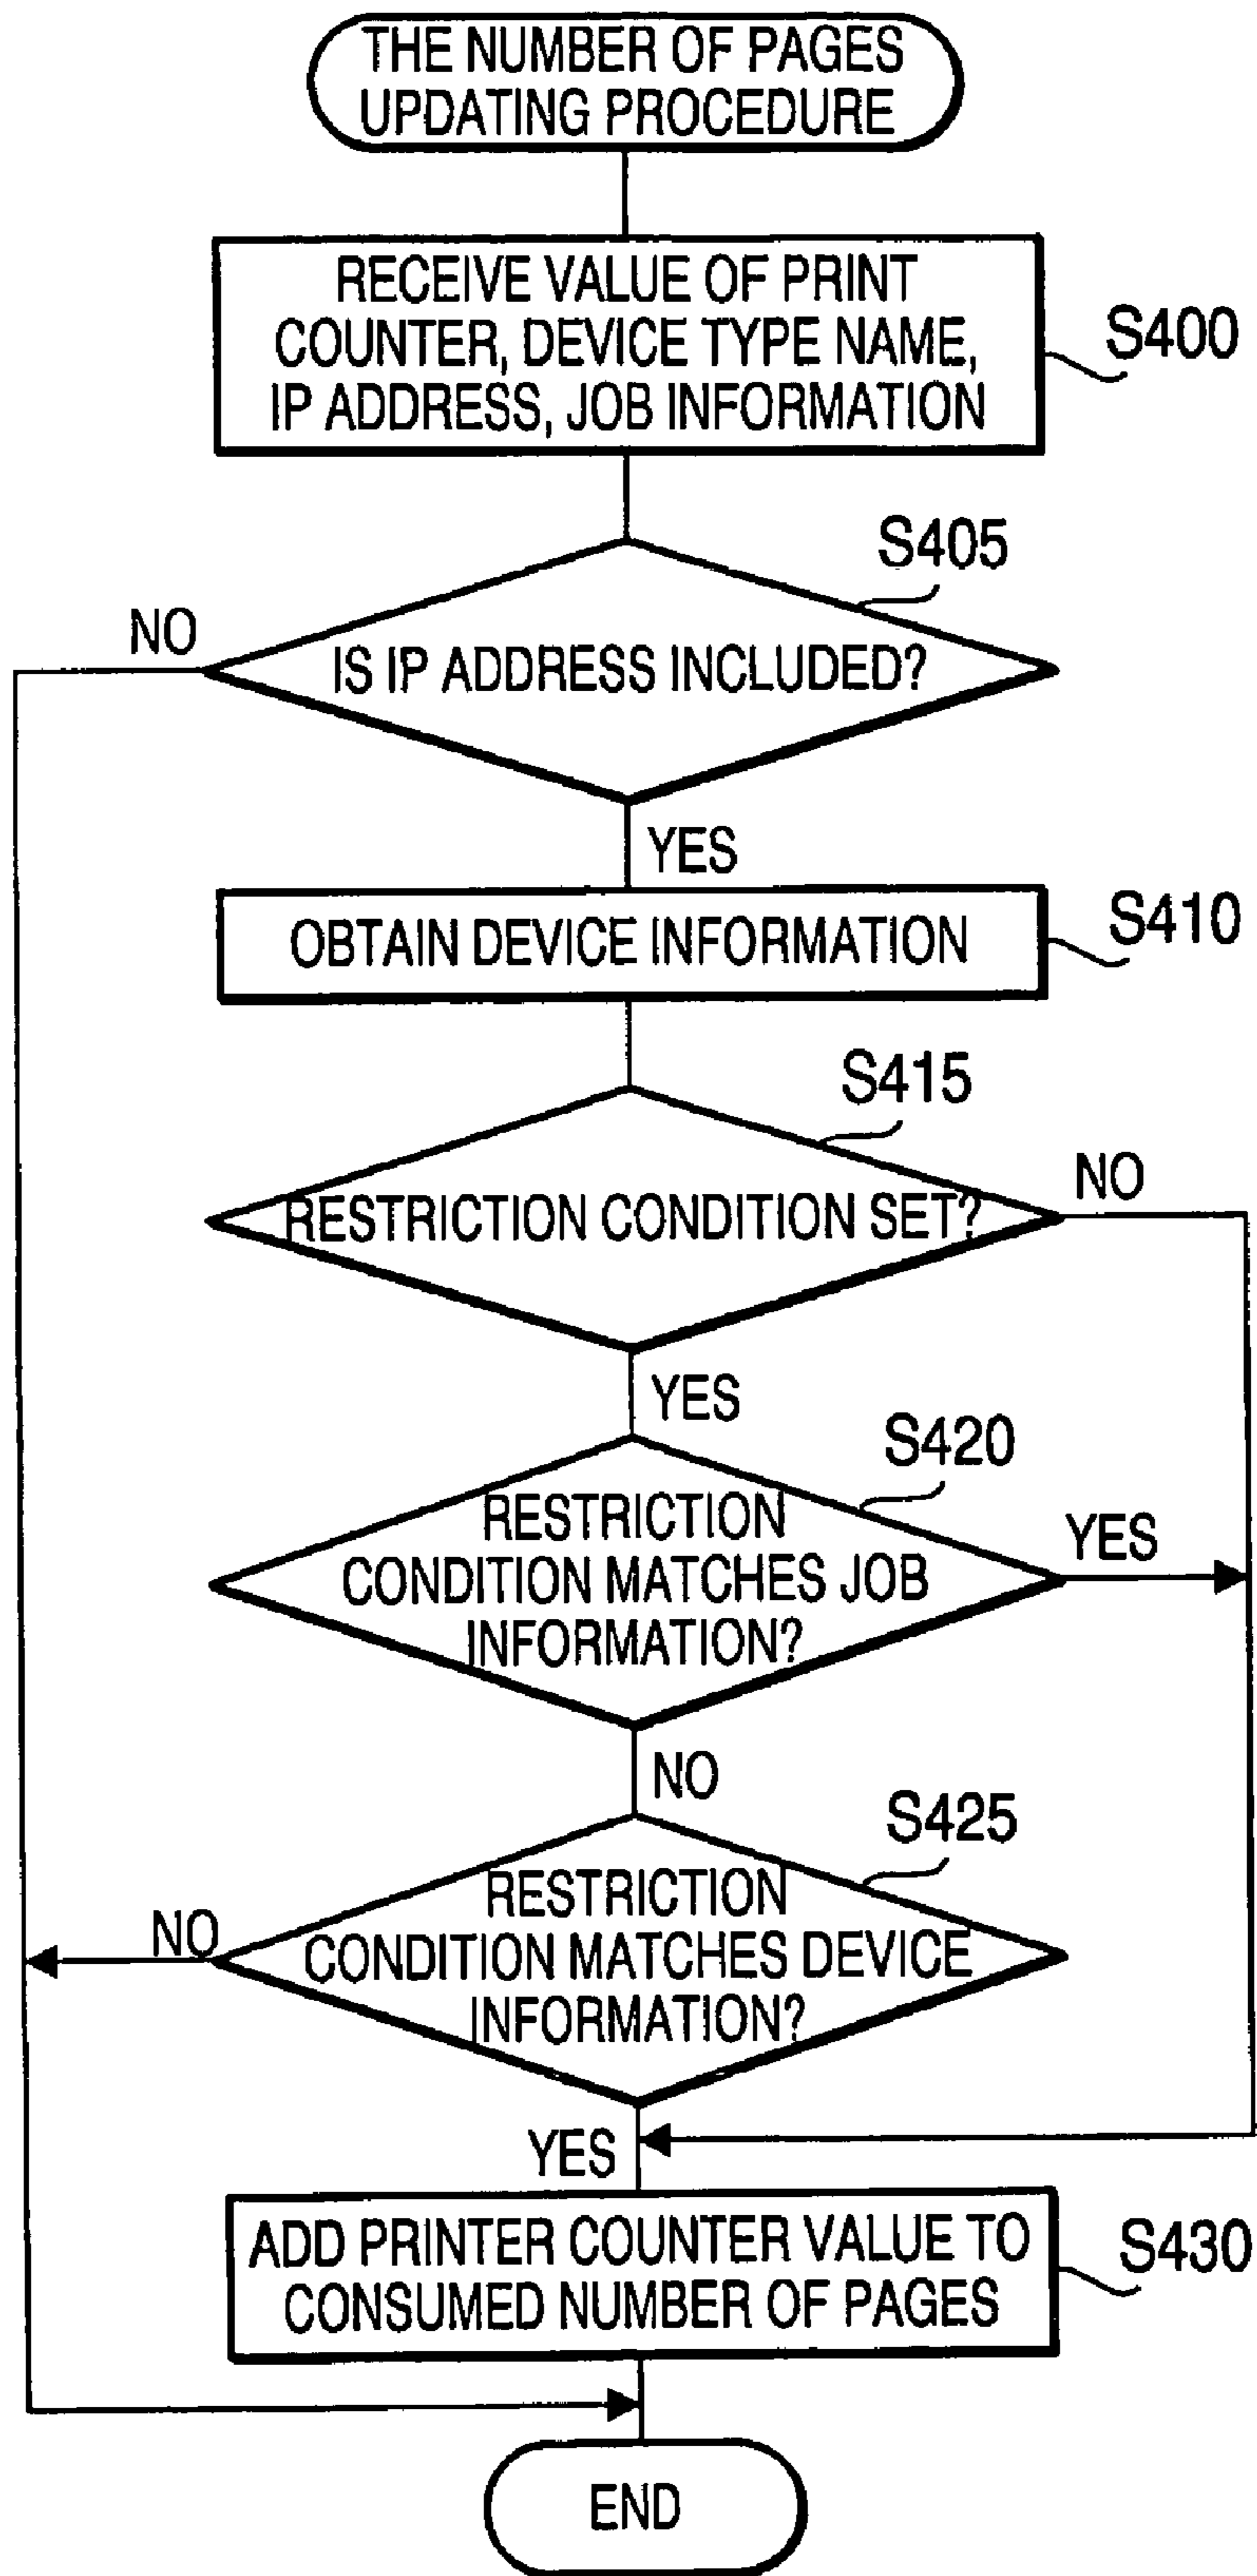 THE NUMBER OF PAGES
UPDATING PROCEDURE
RECEIVE VALUE OF PRINT
COUNTER, DEVICE TYPE NAME,
IP ADDRESS, JOB INFORMATION
S400
S405
NO
IS IP ADDRESS INCLUDED?
YES
OBTAIN DEVICE INFORMATION
S410
S415
NO
RESTRICTION CONDITION SET?
YES
S420
RESTRICTION
CONDITION MATCHES JOB
INFORMATION?
YES
NO
S425
RESTRICTION
CONDITION MATCHES DEVICE
INFORMATION?
NO
YES
ADD PRINTER COUNTER VALUE TO
CONSUMED NUMBER OF PAGES
S430
END